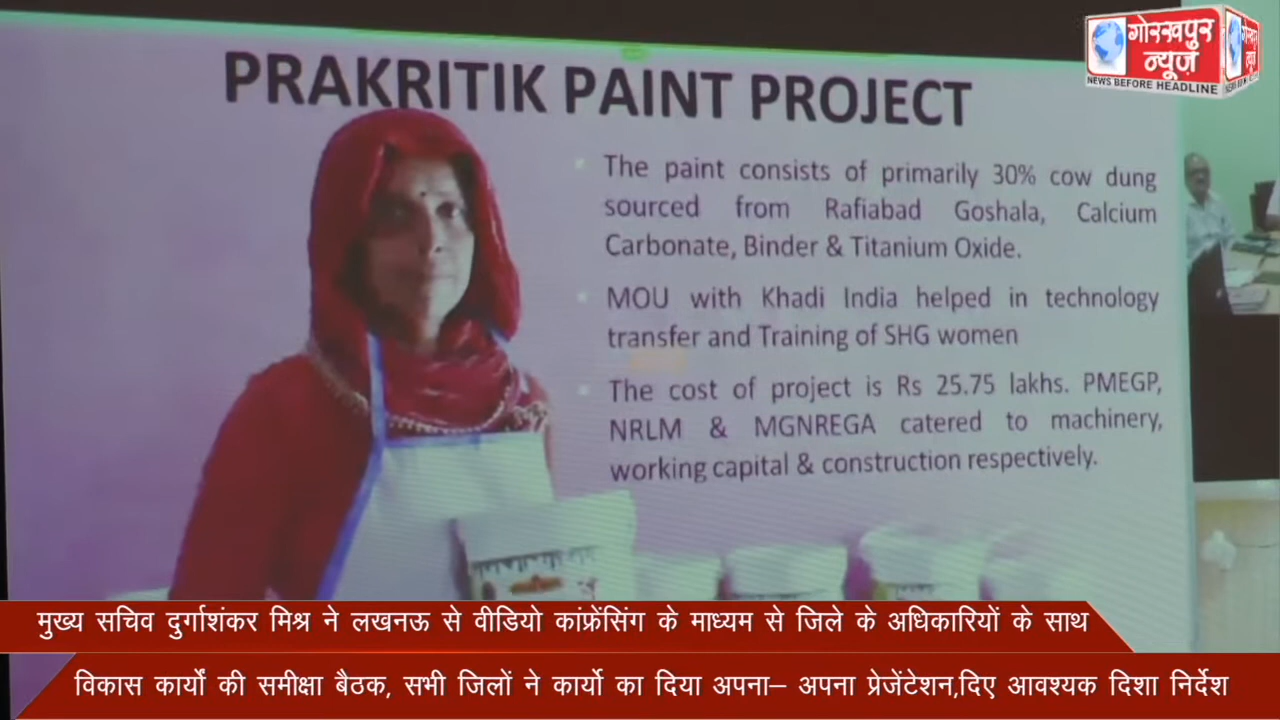 गोरखपुर
न्यूज़
NEWS BEFORE HEADLINE
PRAKRITIK PAINT PROJECT
The paint consists of primarily 30% cow dung
sourced from Rafiabad Goshala, Calcium
Carbonate, Binder & Titanium Oxide.
MOU with Khadi India helped in technology
transfer and Training of SHG women
The cost of project is Rs 25.75 lakhs. PMEGP,
NRLM & MGNREGA catered to machinery,
working capital & construction respectively.
मुख्य सचिव दुर्गाशंकर मिश्र ने लखनऊ से वीडियो कांफ्रेंसिंग के माध्यम से जिले के अधिकारियों के साथ
विकास कार्यों की समीक्षा बैठक, सभी जिलों ने कार्यो का दिया अपना– अपना प्रेजेंटेशन,दिए आवश्यक दिशा निर्देश